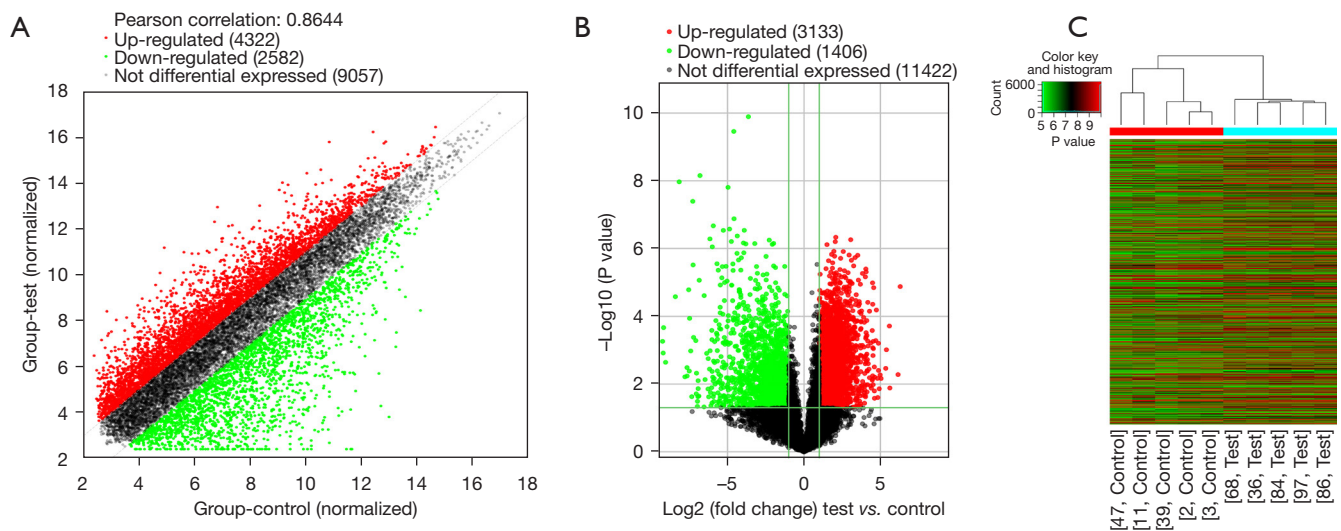 A
Pearson correlation: 0.8644
Up-regulated (4322)
Down-regulated (2582)
Not differential expressed (9057)
18
16
14
12
10
8
6
4
2
Group-test (normalized)
2 4 6 8 10 12 14 16 18
Group-control (normalized)
B
Up-regulated (3133)
Down-regulated (1406)
Not differential expressed (11422)
10
8
6
4
2
0
–Log10 (P value)
–5 0 5
Log2 (fold change) test vs. control
C
Color key
and histogram
6000
0
Count
5 6 7 8 9
P value
[47, Control]
[11, Control]
[39, Control]
[2, Control]
[3, Control]
[68, Test]
[36, Test]
[84, Test]
[97, Test]
[86, Test]